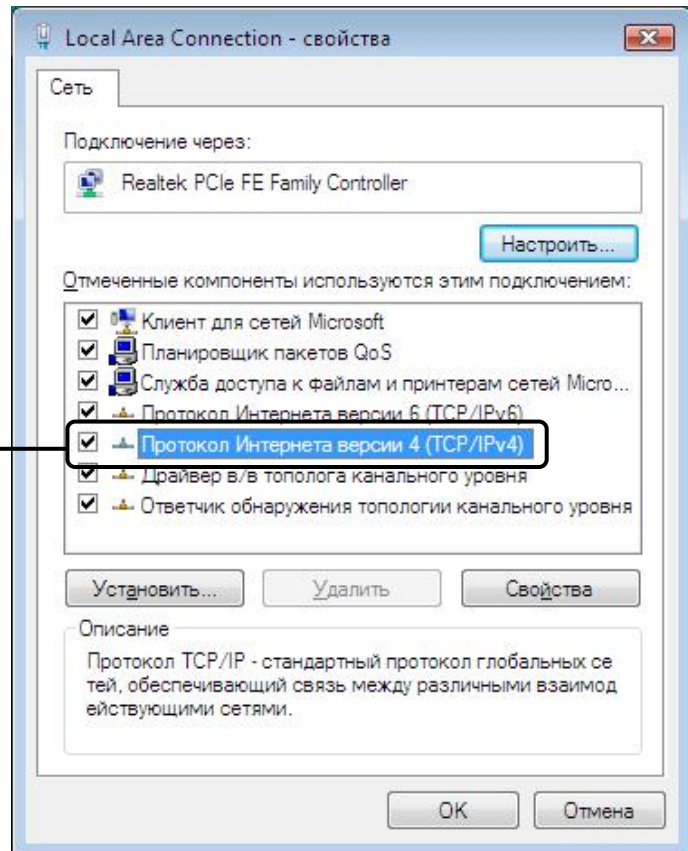 Local Area Connection - свойства
Сеть
Подключение через:
Realtek PCIe FE Family Controller
Настроить...
Отмеченные компоненты используются этим подключением:
Клиент для сетей Microsoft
Планировщик пакетов QoS
Служба доступа к файлам и принтерам сетей Micro...
Протокол Интернета версии 6 (TCP/IPv6)
Протокол Интернета версии 4 (TCP/IPv4)
Драйвер в/в тополога канального уровня
Ответчик обнаружения топологии канального уровня
Установить...
Удалить
Свойства
Описание
Протокол TCP/IP - стандартный протокол глобальных се
тей, обеспечивающий связь между различными взаимод
ействующими сетями.
OK
Отмена